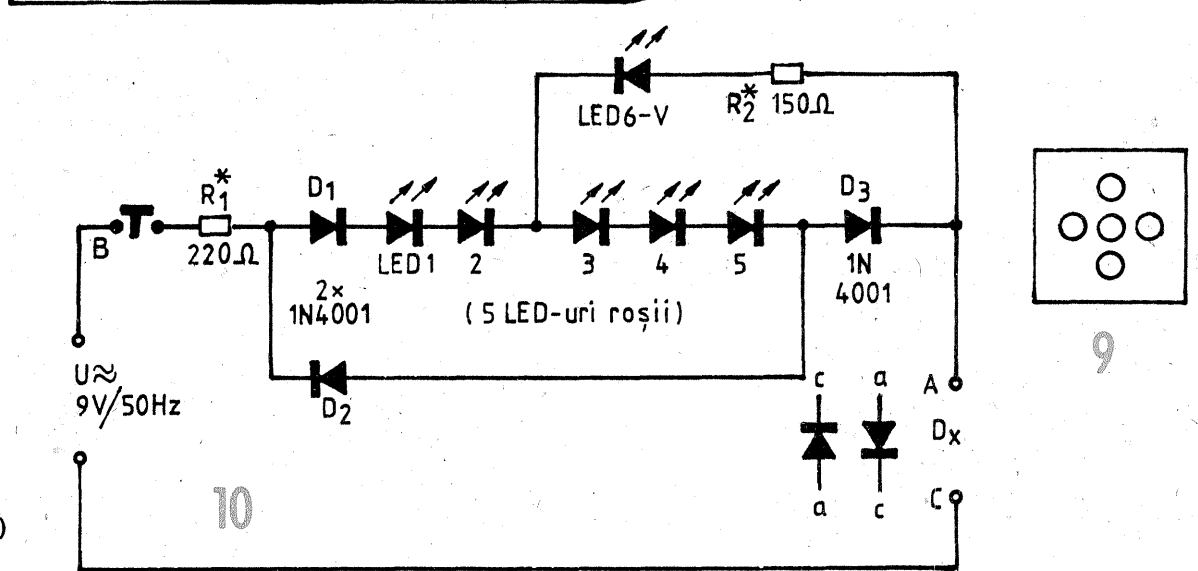 LED6-V
R2* 150Ω
R1*
220Ω
D1
D3
B
LED1 2 3 4 5
2×
1N4001
(5 LED-uri roșii)
1N
4001
9
U≈
9V/50Hz
D2
c a
A
Dx
a c
C
10